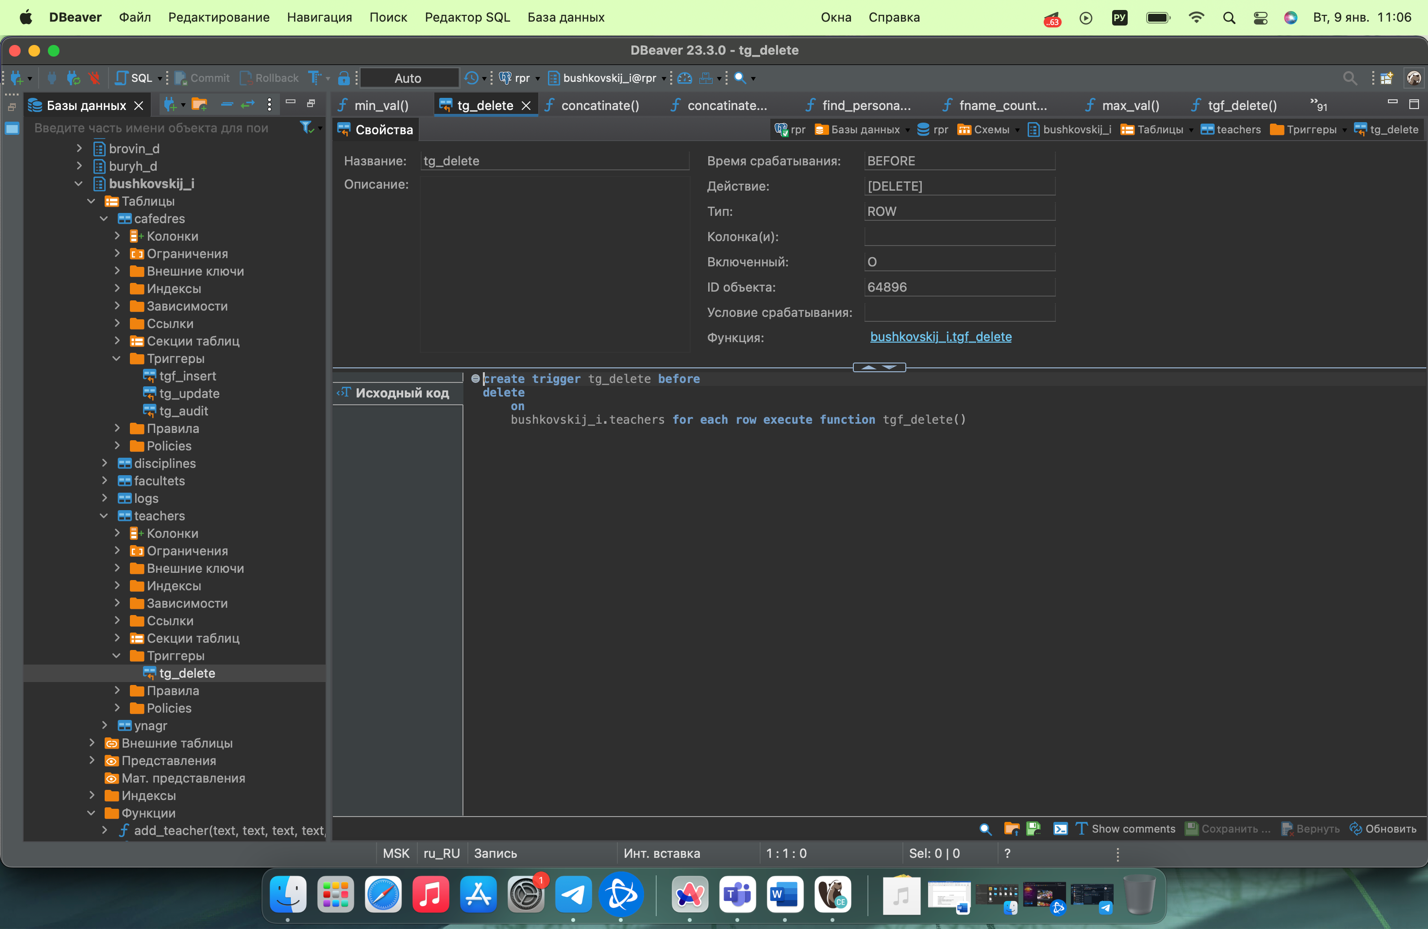 DBeaver Файл Редактирование Навигация Поиск Редактор SQL База данных Окна Справка .63 РУ Вт, 9 янв. 11:06
DBeaver 23.3.0 - tg_delete
SQL Commit Rollback Auto rpr bushkovskij_i@rpr
Базы данных
min_val() tg_delete concatinate() concatinate... find_persona... fname_count... max_val() tgf_delete() »91
Введите часть имени объекта для пои
Свойства rpr Базы данных rpr Схемы bushkovskij_i Таблицы teachers Триггеры tg_delete
brovin_d
buryh_d
bushkovskij_i
Таблицы
cafedres
Колонки
Ограничения
Внешние ключи
Индексы
Зависимости
Ссылки
Секции таблиц
Триггеры
tgf_insert
tg_update
tg_audit
Правила
Policies
disciplines
facultets
logs
teachers
Колонки
Ограничения
Внешние ключи
Индексы
Зависимости
Ссылки
Секции таблиц
Триггеры
tg_delete
Правила
Policies
ynagr
Внешние таблицы
Представления
Мат. представления
Индексы
Функции
add_teacher(text, text, text, text,
Название: tg_delete
Описание:
Время срабатывания: BEFORE
Действие: [DELETE]
Тип: ROW
Колонка(и):
Включенный: O
ID объекта: 64896
Условие срабатывания:
Функция: bushkovskij_i.tgf_delete
Исходный код
create trigger tg_delete before
delete
on
bushkovskij_i.teachers for each row execute function tgf_delete()
Show comments Сохранить ... Вернуть Обновить
MSK ru_RU Запись Инт. вставка 1 : 1 : 0 Sel: 0 | 0 ?
1
W
CE